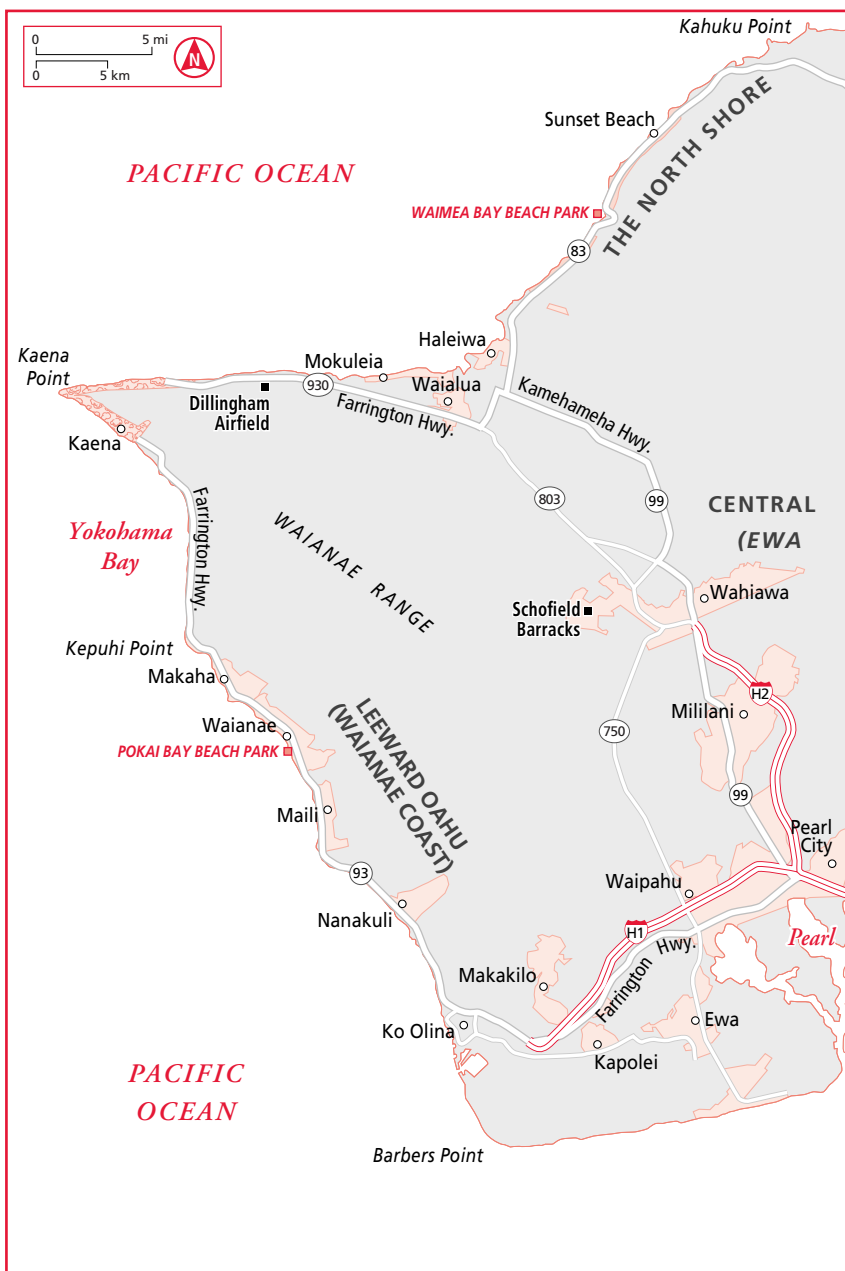 0 5 mi
0 5 km
N
Kahuku Point
Sunset Beach
THE NORTH SHORE
PACIFIC OCEAN
WAIMEA BAY BEACH PARK
83
Haleiwa
Kaena
Point
Mokuleia
930
Waialua
Dillingham
Airfield
Farrington Hwy.
Kamehameha Hwy.
Kaena
Farrington Hwy.
803
99
CENTRAL
(EWA
Yokohama
Bay
WAIANAE RANGE
Schofield
Barracks
Wahiawa
Kepuhi Point
Makaha
H2
Waianae
LEEWARD OAHU
(WAIANAE COAST)
Mililani
750
POKAI BAY BEACH PARK
99
Maili
Pearl
City
93
Waipahu
Nanakuli
H1
Pearl
Farrington Hwy.
Makakilo
Ko Olina
Ewa
Kapolei
PACIFIC
OCEAN
Barbers Point